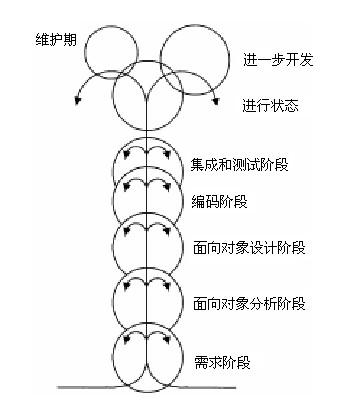 维护期
进一步开发
进行状态
集成和测试阶段
编码阶段
面向对象设计阶段
面向对象分析阶段
需求阶段